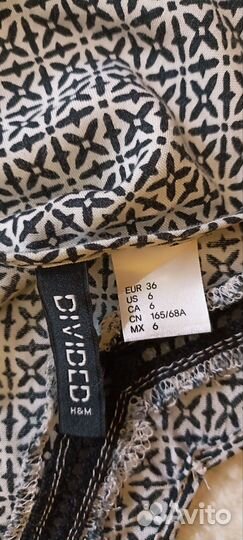 DIVIDED
H&M
EUR 36
US 6
CA 6
CN 165/68A
MX 6
Avito